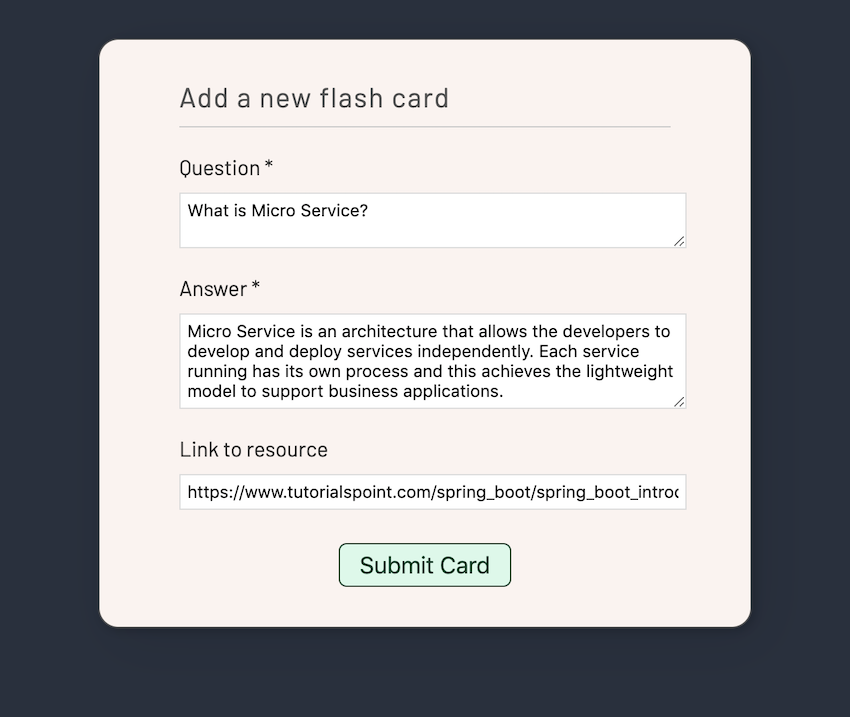 Add a new flash card
Question *
What is Micro Service?
Answer *
Micro Service is an architecture that allows the developers to
develop and deploy services independently. Each service
running has its own process and this achieves the lightweight
model to support business applications.
Link to resource
https://www.tutorialspoint.com/spring_boot/spring_boot_introc
Submit Card